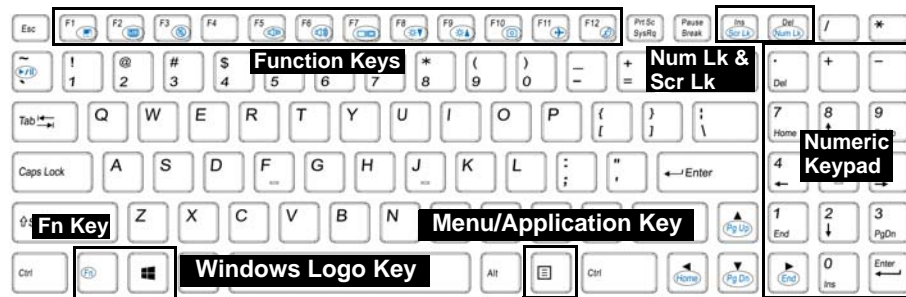 Esc F1 F2 F3 F4 F5 F6 F7 F8 F9 F10 F11 F12 Prt Sc SysRq Pause Break Ins Scr Lk Del Num Lk / *
~ ` ! 1 @ 2 # 3 $ 4 5 6 7 * 8 ( 9 ) 0 _ - + = . Del + -
Function Keys
Num Lk &
Scr Lk
Tab Q W E R T Y U I O P { [ } ] | \ 7 Home 8 9
Numeric
Keypad
Caps Lock A S D F G H J K L : ; " ' Enter 4
Fn Key
Z X C V B N
Menu/Application Key
Pg Up 1 End 2 3 PgDn
Ctrl Fn
Windows Logo Key
Alt Ctrl Home Pg Dn End 0 Ins Enter